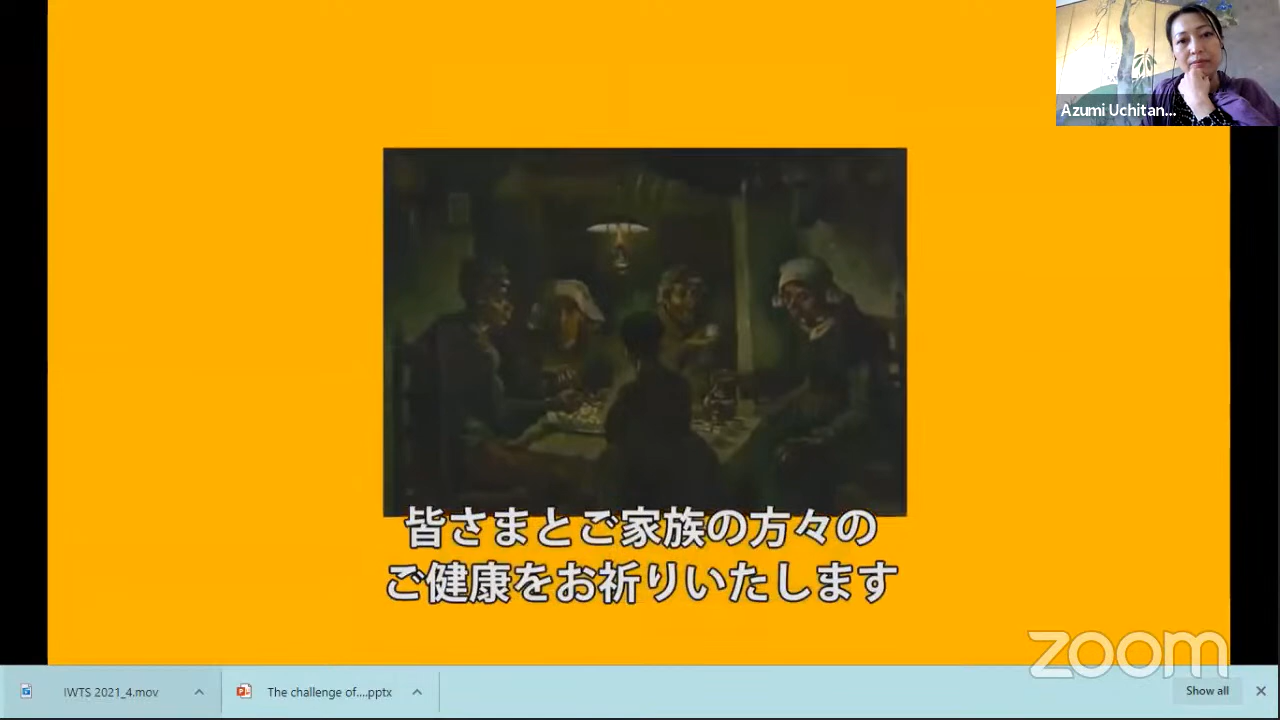 Azumi Uchitan...
皆さまとご家族の方々の
ご健康をお祈りいたします
zoom
IWTS 2021_4.mov
The challenge of....pptx
Show all